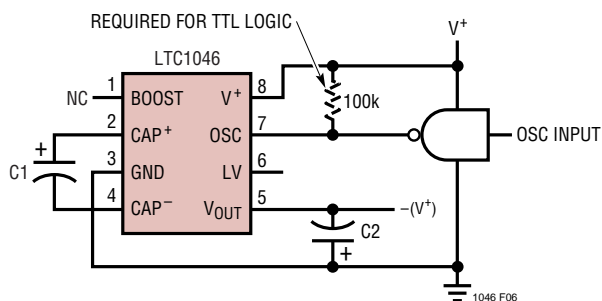 REQUIRED FOR TTL LOGIC
LTC1046
V+
NC
1
BOOST
V+
8
100k
2
CAP+
OSC
7
OSC INPUT
+
C1
3
GND
LV
6
4
CAP−
VOUT
5
–(V+)
C2
+
1046 F06